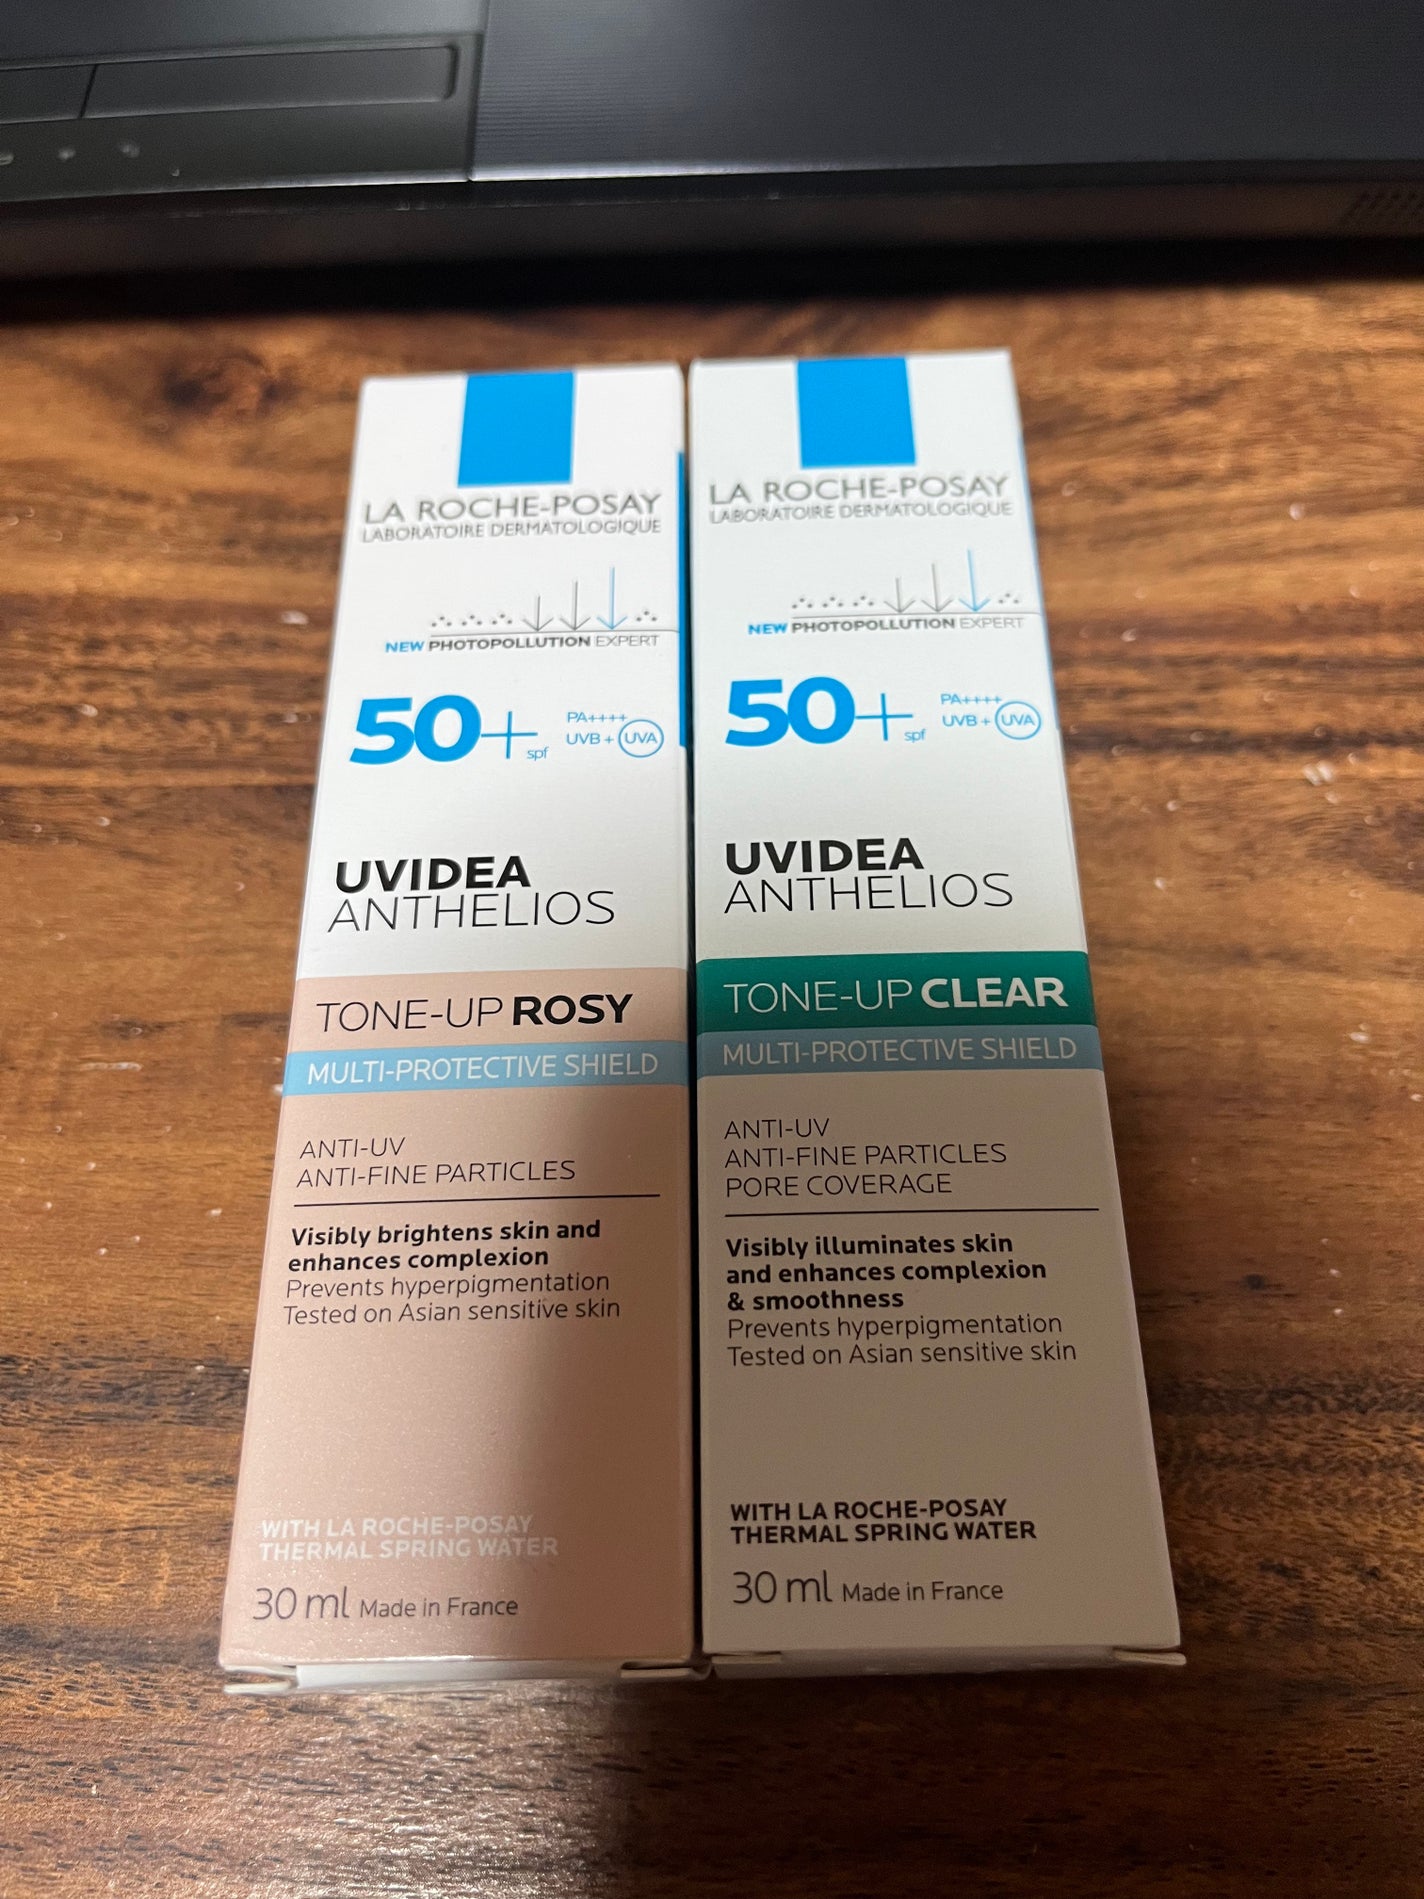 LA ROCHE-POSAY
LABORATOIRE DERMATOLOGIQUE
NEW PHOTOPOLLUTION EXPERT
50+ spf
PA++++
UVB + UVA
UVIDEA
ANTHELIOS
TONE-UP ROSY
MULTI-PROTECTIVE SHIELD
ANTI-UV
ANTI-FINE PARTICLES
Visibly brightens skin and
enhances complexion
Prevents hyperpigmentation
Tested on Asian sensitive skin
WITH LA ROCHE-POSAY
THERMAL SPRING WATER
30 ml Made in France
LA ROCHE-POSAY
LABORATOIRE DERMATOLOGIQUE
NEW PHOTOPOLLUTION EXPERT
50+ spf
PA++++
UVB + UVA
UVIDEA
ANTHELIOS
TONE-UP CLEAR
MULTI-PROTECTIVE SHIELD
ANTI-UV
ANTI-FINE PARTICLES
PORE COVERAGE
Visibly illuminates skin
and enhances complexion
& smoothness
Prevents hyperpigmentation
Tested on Asian sensitive skin
WITH LA ROCHE-POSAY
THERMAL SPRING WATER
30 ml Made in France